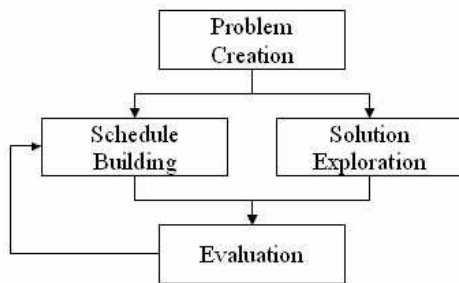 Problem
Creation
Schedule
Building
Solution
Exploration
Evaluation